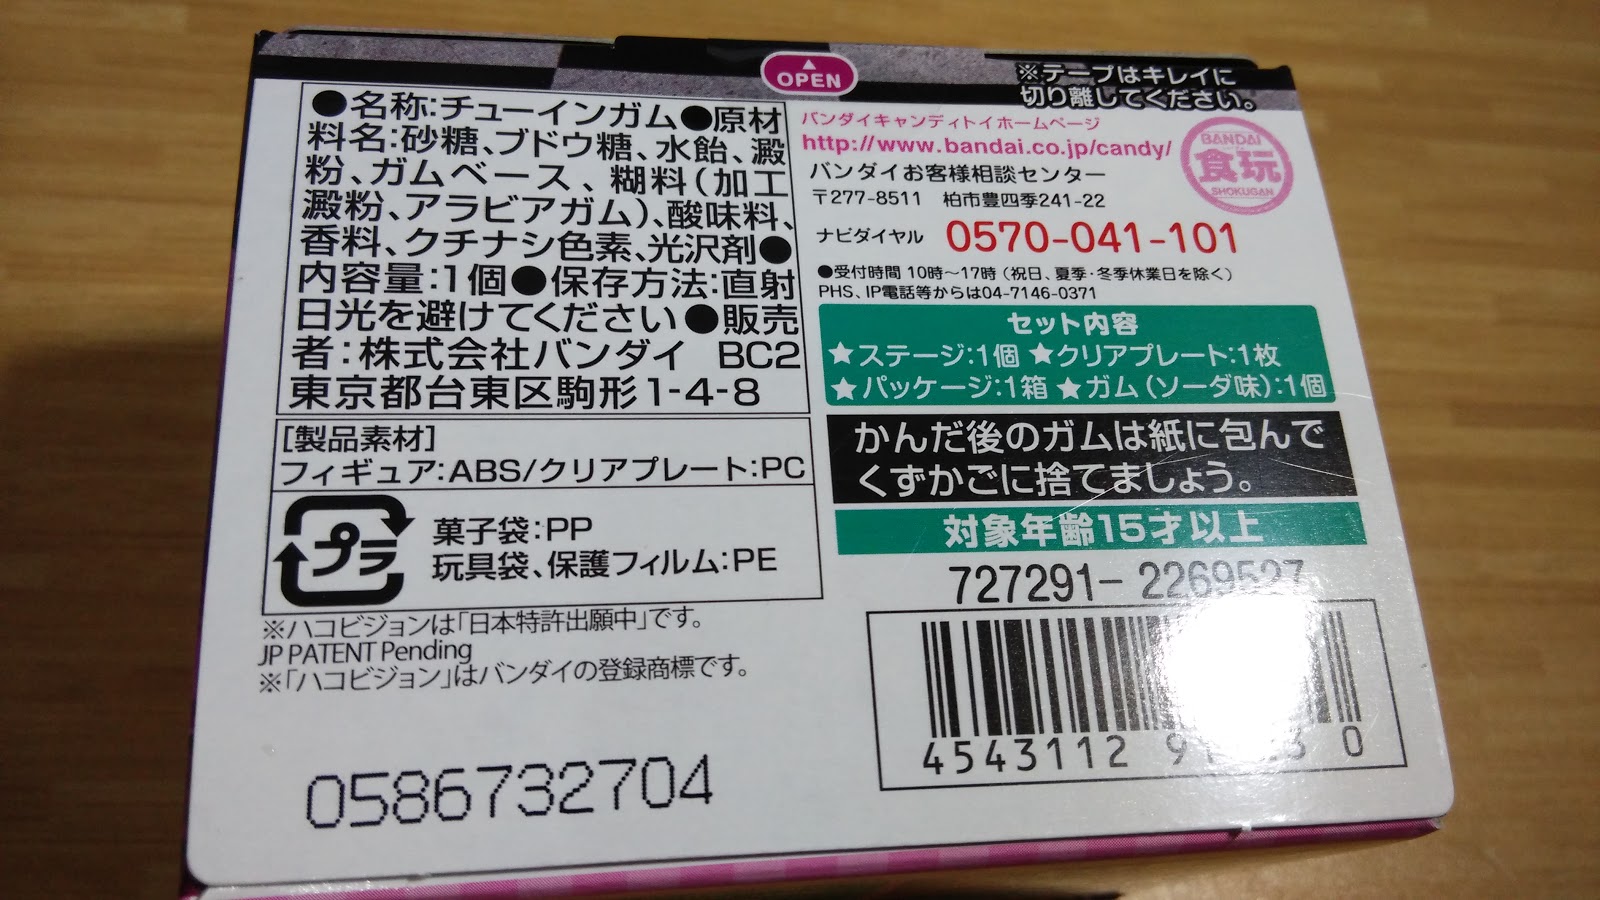 OPEN
※テープはキレイに
切り離してください。
●名称:チューインガム●原材
料名:砂糖、ブドウ糖、水飴、澱
粉、ガムベース、糊料(加工
澱粉、アラビアガム)、酸味料、
香料、クチナシ色素、光沢剤●
内容量:1個●保存方法:直射
日光を避けてください●販売
者:株式会社バンダイ BC2
東京都台東区駒形1-4-8
[製品素材]
フィギュア:ABS/クリアプレート:PC
プラ
菓子袋:PP
玩具袋、保護フィルム:PE
※ハコビジョンは「日本特許出願中」です。
JP PATENT Pending
※「ハコビジョン」はバンダイの登録商標です。
0586732704
バンダイキャンディトイホームページ
http://www.bandai.co.jp/candy/
BANDAI
食玩
SHOKUGAN
バンダイお客様相談センター
〒277-8511 柏市豊四季241-22
ナビダイヤル 0570-041-101
●受付時間 10時～17時(祝日、夏季・冬季休業日を除く)
PHS、IP電話等からは04-7146-0371
セット内容
★ステージ:1個 ★クリアプレート:1枚
★パッケージ:1箱 ★ガム(ソーダ味):1個
かんだ後のガムは紙に包んで
くずかごに捨てましょう。
対象年齢15才以上
727291-2269527
4543112